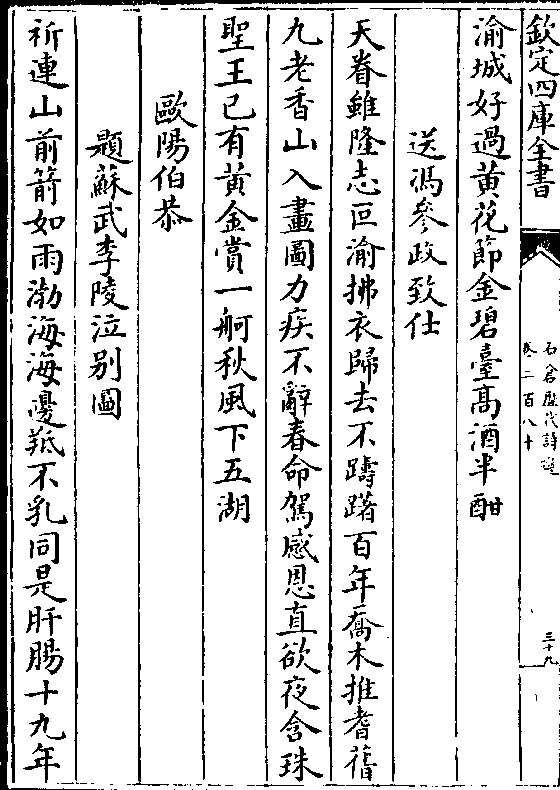 欽定四庫全書
石倉歷代詩選
卷二百八十
三十九
渝城好過黄花節金碧臺髙酒半酣
送馮參政致仕
天眷雖隆志叵渝拂衣歸去不躊躇百年喬木推耆舊
九老香山入畫圖力疾不辭春命駕感恩直欲夜含珠
聖王已有黄金賞一舸秋風下五湖
歐陽伯恭
題蘇武李陵泣别圖
祈連山前箭如雨渤海海邊羝不乳同是肝腸十九年